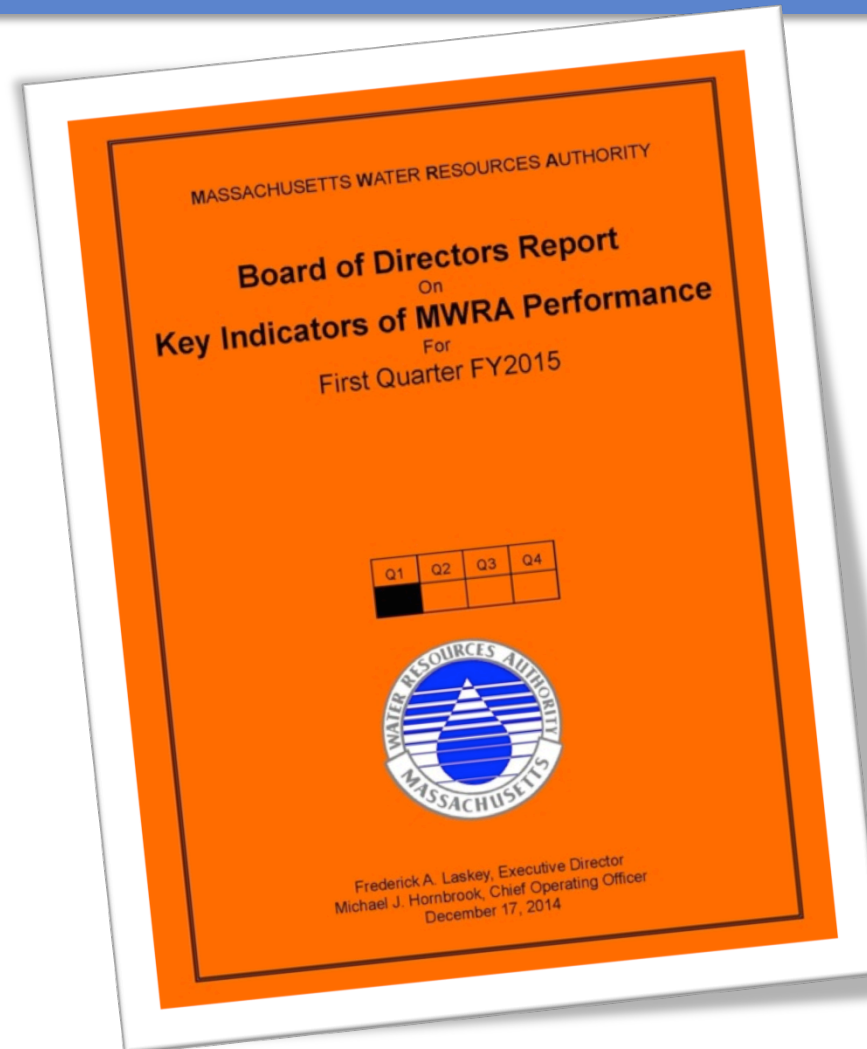 MASSACHUSETTS WATER RESOURCES AUTHORITY
Board of Directors Report
On
Key Indicators of MWRA Performance
For
First Quarter FY2015
Q1 Q2 Q3 Q4
WATER RESOURCES AUTHORITY
MASSACHUSETTS
Frederick A. Laskey, Executive Director
Michael J. Hornbrook, Chief Operating Officer
December 17, 2014